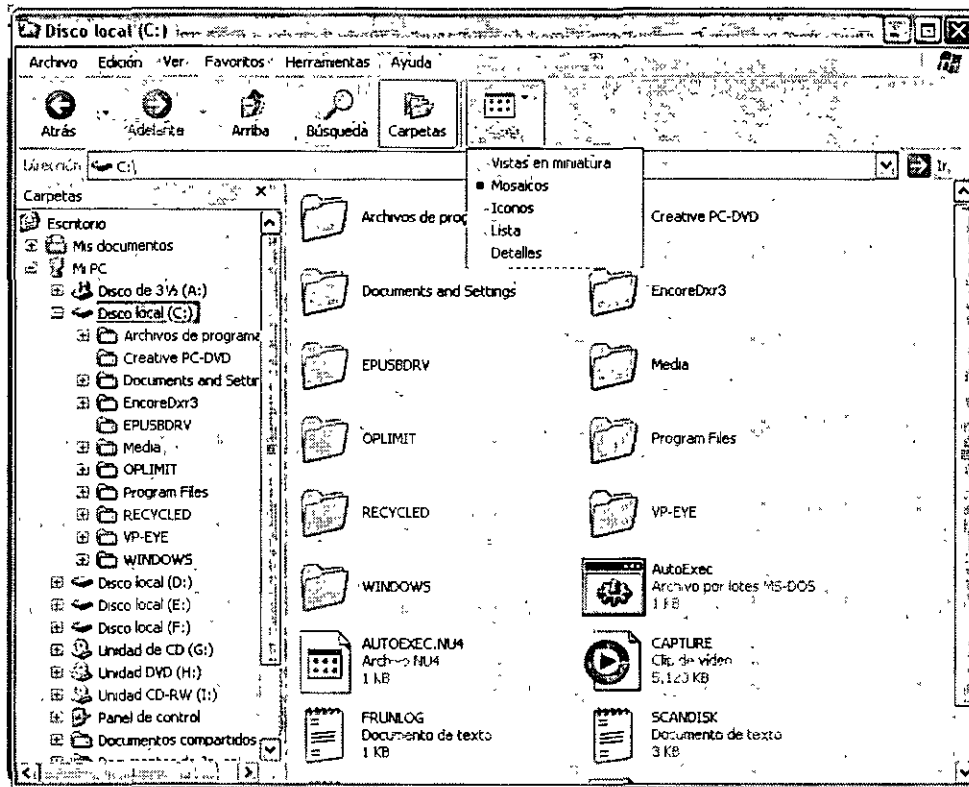 Disco local (C:)
Archivo Edición Ver Favoritos Herramientas Ayuda
Atrás Adelante Arriba Búsqueda Carpetas
Dirección C:\ Ir
Vistas en miniatura
Mosaicos
Iconos
Lista
Detalles
Carpetas x
Escritorio
Mis documentos
Mi PC
Disco de 3½ (A:)
Disco local (C:)
Archivos de programa
Creative PC-DVD
Documents and Settir
EncoreDxr3
EPUSBDRV
Media
OPLIMIT
Program Files
RECYCLED
VP-EYE
WINDOWS
Disco local (D:)
Disco local (E:)
Disco local (F:)
Unidad de CD (G:)
Unidad DVD (H:)
Unidad CD-RW (I:)
Panel de control
Documentos compartidos
Archivos de prog
Creative PC-DVD
Documents and Settings
EncoreDxr3
EPUSBDRV
Media
OPLIMIT
Program Files
RECYCLED
VP-EYE
WINDOWS
AutoExec
Archivo por lotes MS-DOS
1 KB
AUTOEXEC.NU4
Archivo NU4
1 KB
CAPTURE
Clip de vídeo
5,120 KB
FRUNLOG
Documento de texto
1 KB
SCANDISK
Documento de texto
3 KB